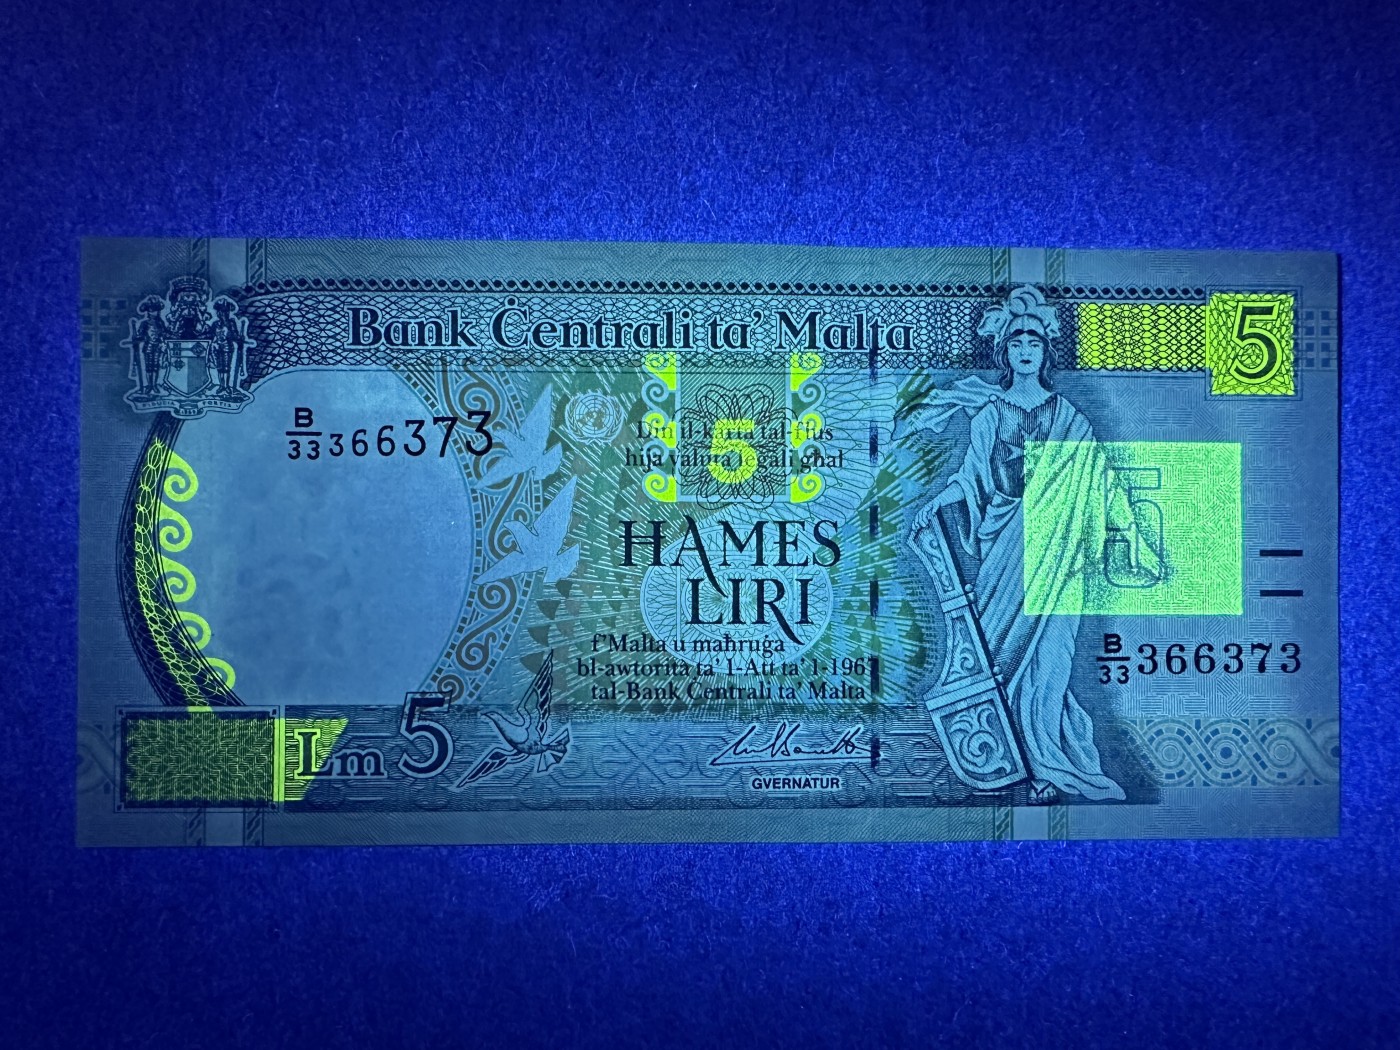 Bank Ċentrali ta' Malta
5
B/33 366373
5
Din il-karta tal-flus
hija valuta legali għal
ĦAMES
LIRI
f'Malta u maħruġa
bl-awtorità ta' l-Att ta' l-1967
tal-Bank Ċentrali ta' Malta
5
B/33 366373
Lm 5
GVERNATUR